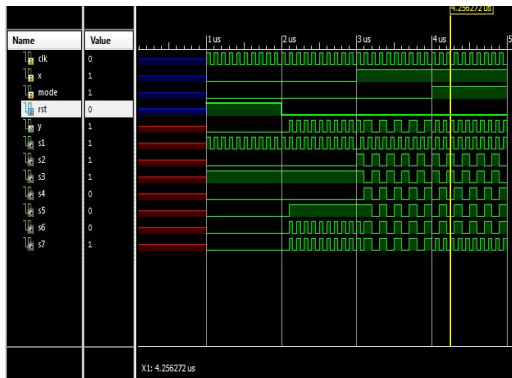 4.256272 us
Name Value
1 us 2 us 3 us 4 us 5
clk 0
x 1
mode 1
rst 0
y 1
s1 1
s2 1
s3 1
s4 0
s5 0
s6 0
s7 1
X1: 4.256272 us